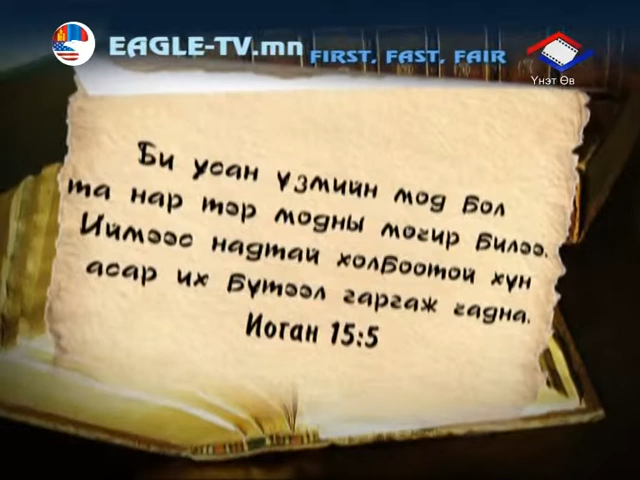 EAGLE-TV.mn FIRST, FAST, FAIR
Үнэт Өв
Би усан үзмийн мод бол
та нар тэр модны мөчир билээ.
Иймээс надтай холбоотой хүн
асар их бүтээл гаргаж чадна.
Иоган 15:5